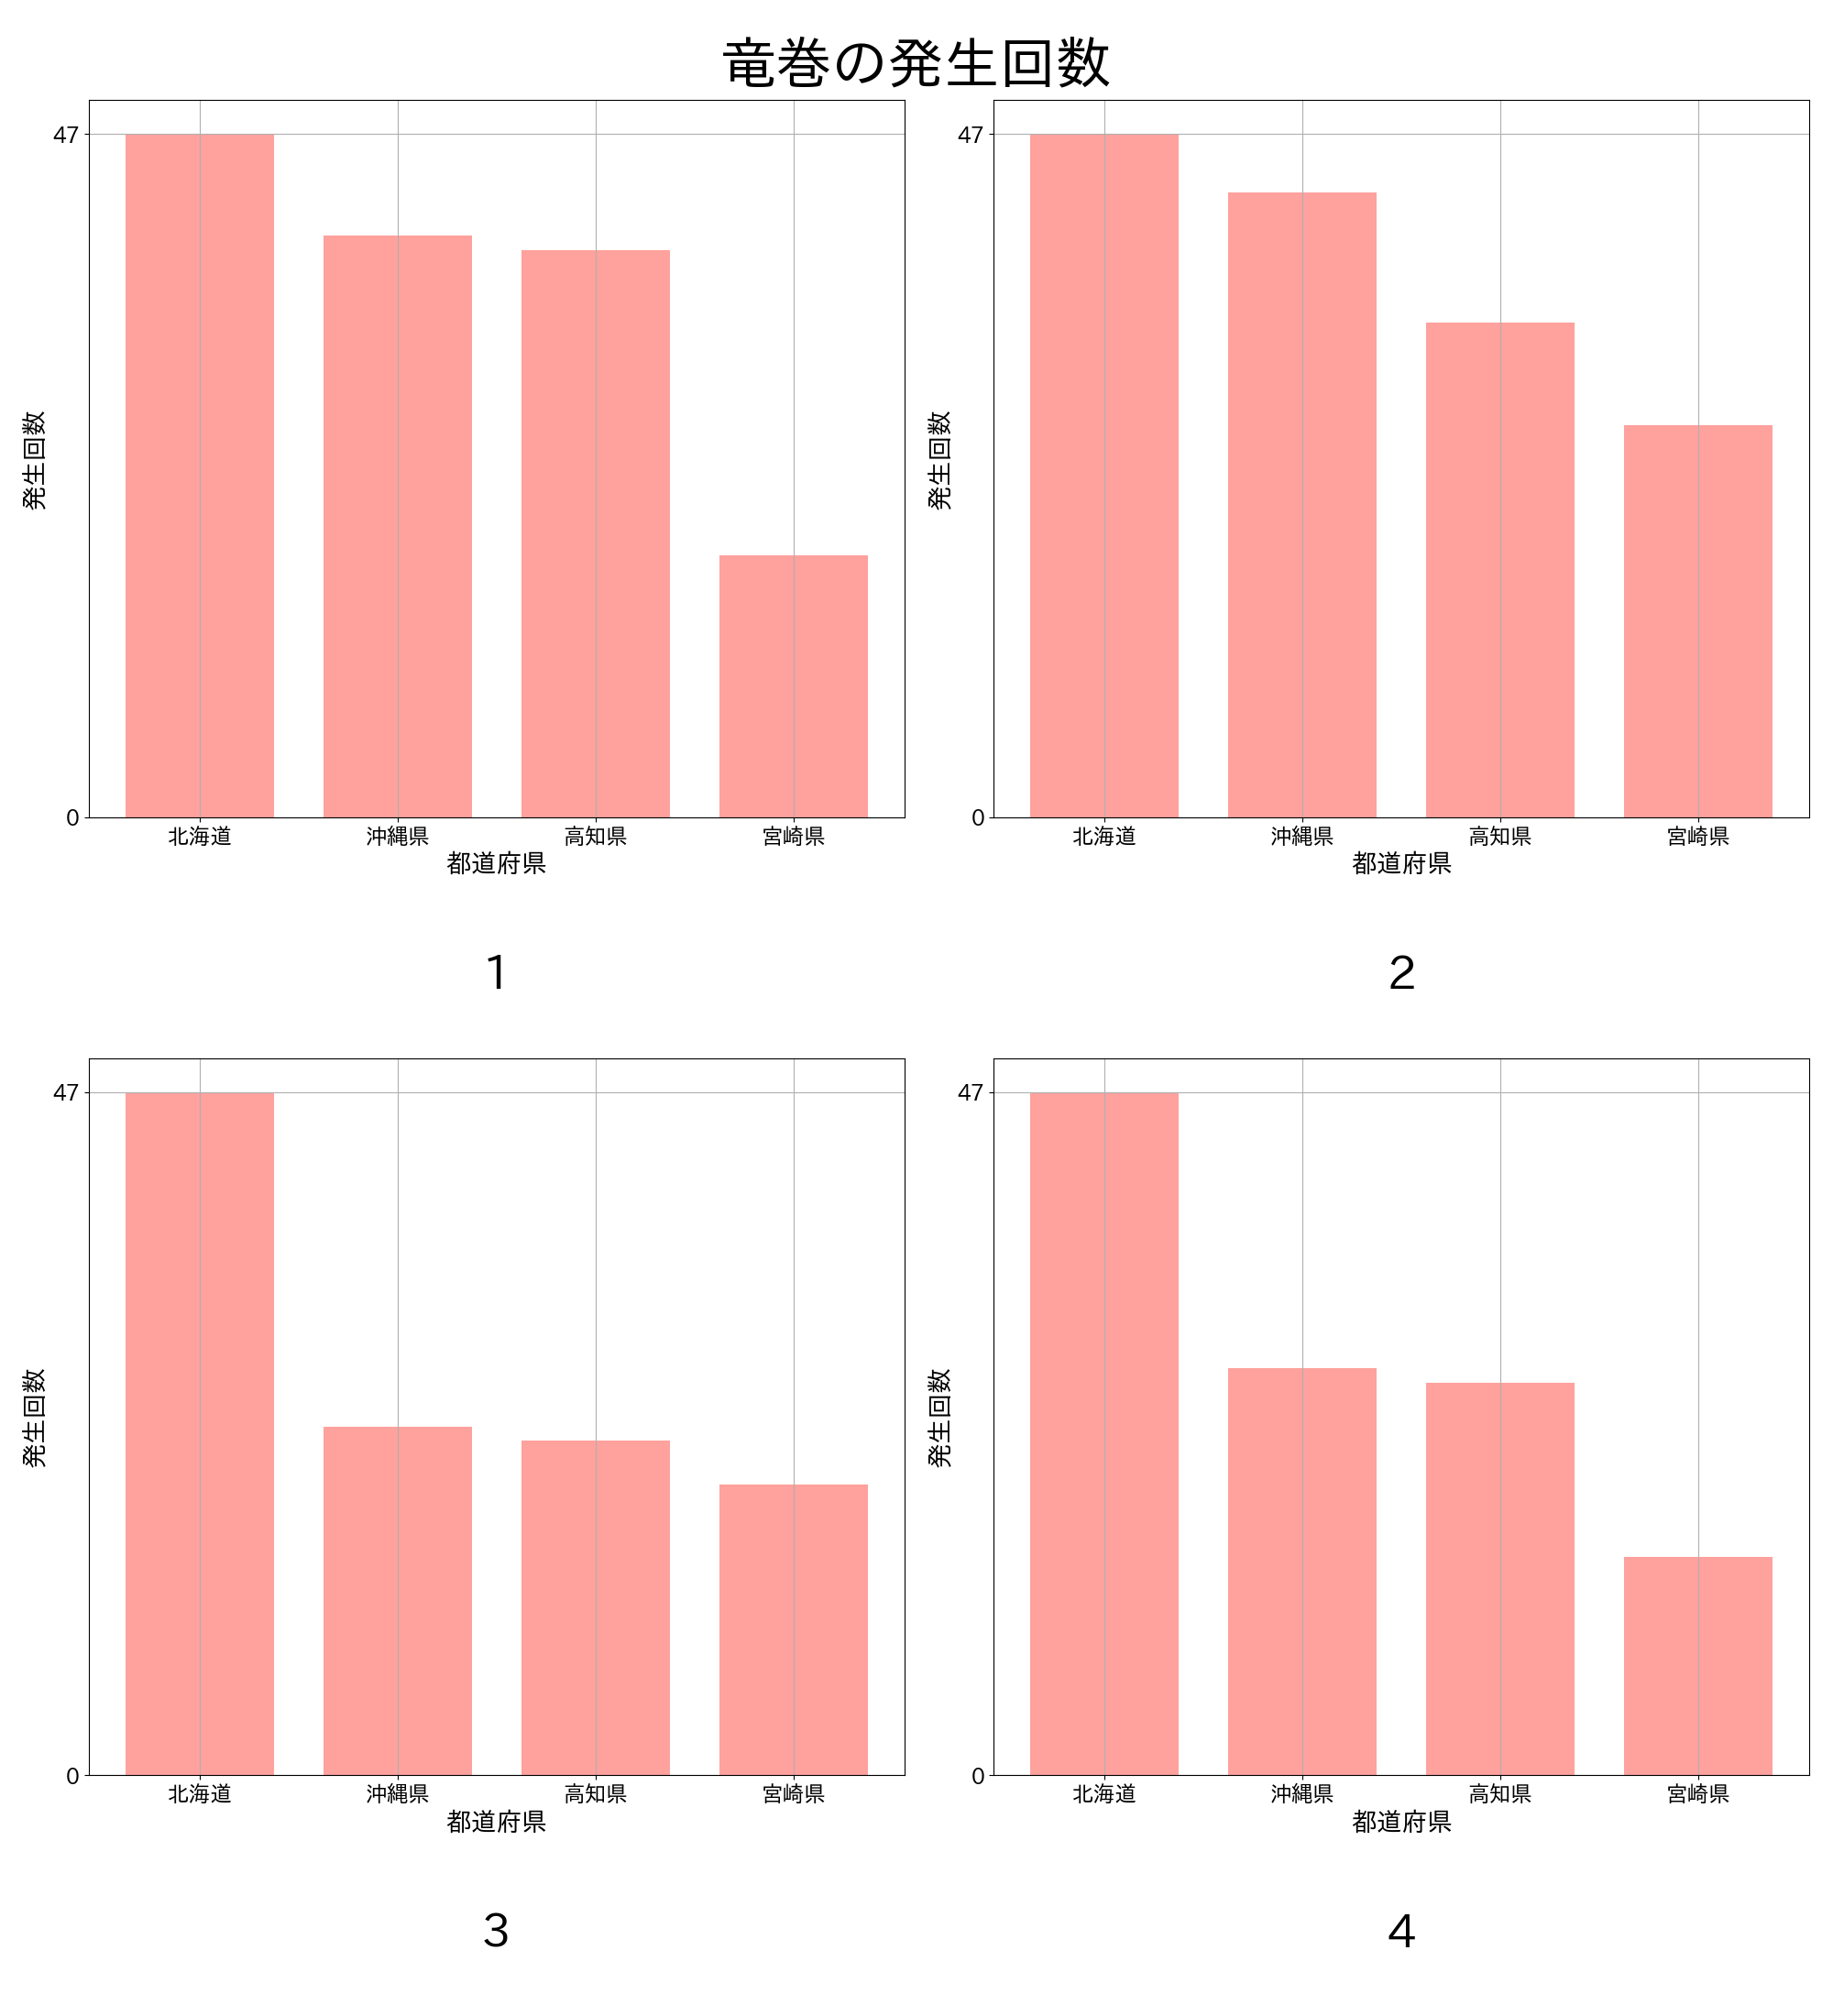 竜巻の発生回数
47
0
発生回数
北海道 沖縄県 高知県 宮崎県
都道府県
1
47
0
発生回数
北海道 沖縄県 高知県 宮崎県
都道府県
2
47
0
発生回数
北海道 沖縄県 高知県 宮崎県
都道府県
3
47
0
発生回数
北海道 沖縄県 高知県 宮崎県
都道府県
4